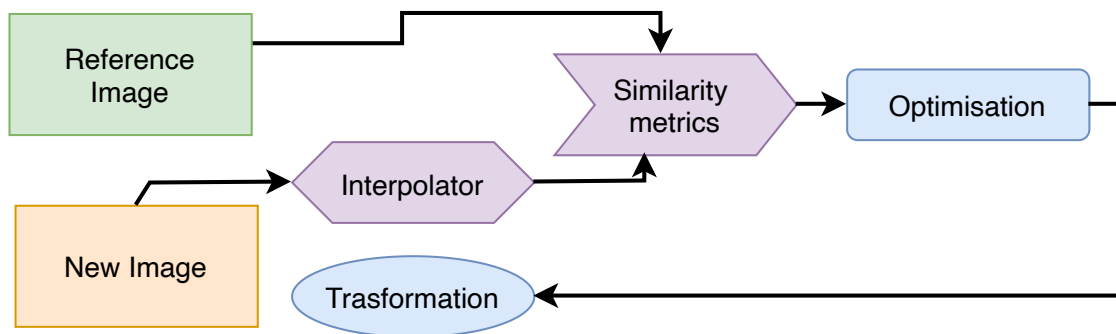 Reference
Image
Similarity
metrics
Optimisation
Interpolator
New Image
Trasformation